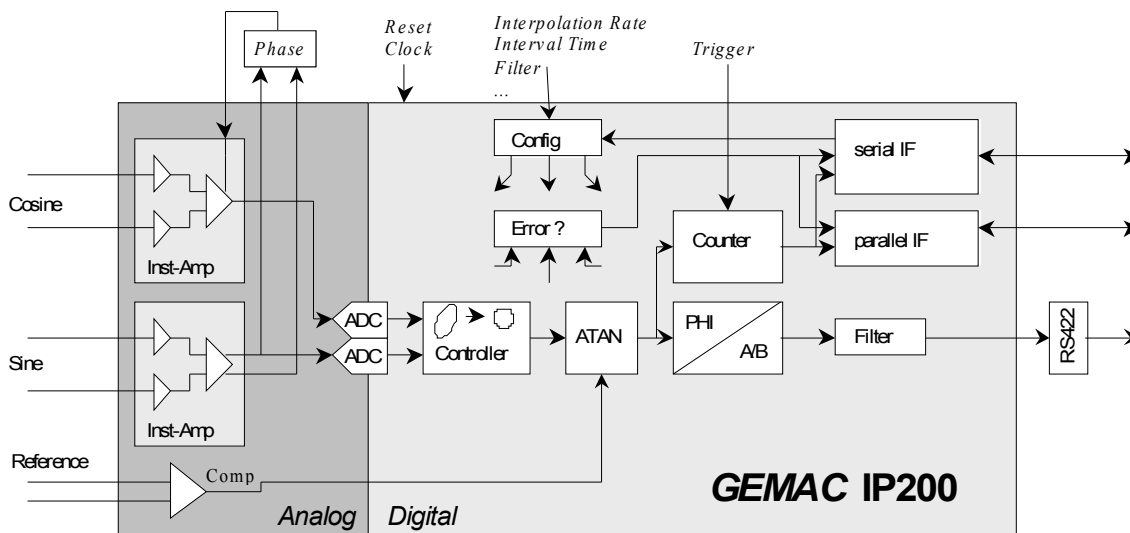 Phase
Reset
Clock
Interpolation Rate
Interval Time
Filter
...
Trigger
Config
serial IF
Cosine
Error ?
Counter
parallel IF
Inst-Amp
ADC
Controller
ATAN
PHI
A/B
Filter
RS422
ADC
Sine
Inst-Amp
Reference
Comp
GEMAC IP200
Analog
Digital